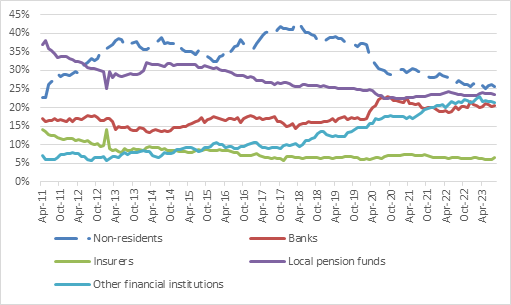 45%
40%
35%
30%
25%
20%
15%
10%
5%
0%
Apr-11
Oct-11
Apr-12
Oct-12
Apr-13
Oct-13
Apr-14
Oct-14
Apr-15
Oct-15
Apr-16
Oct-16
Apr-17
Oct-17
Apr-18
Oct-18
Apr-19
Oct-19
Apr-20
Oct-20
Apr-21
Oct-21
Apr-22
Oct-22
Apr-23
Non-residents
Banks
Insurers
Local pension funds
Other financial institutions